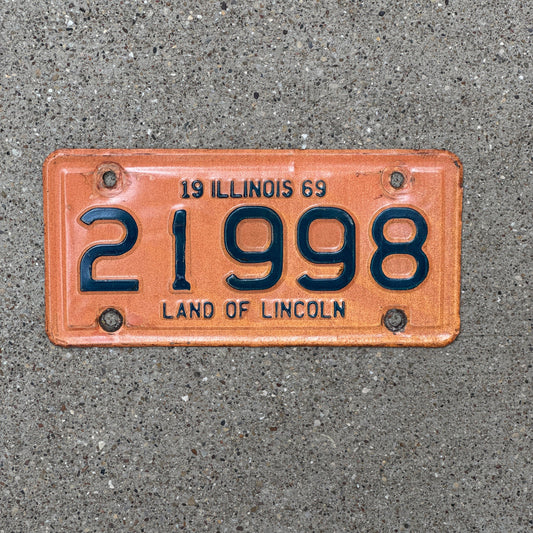 19 ILLINOIS 69
21998
LAND OF LINCOLN